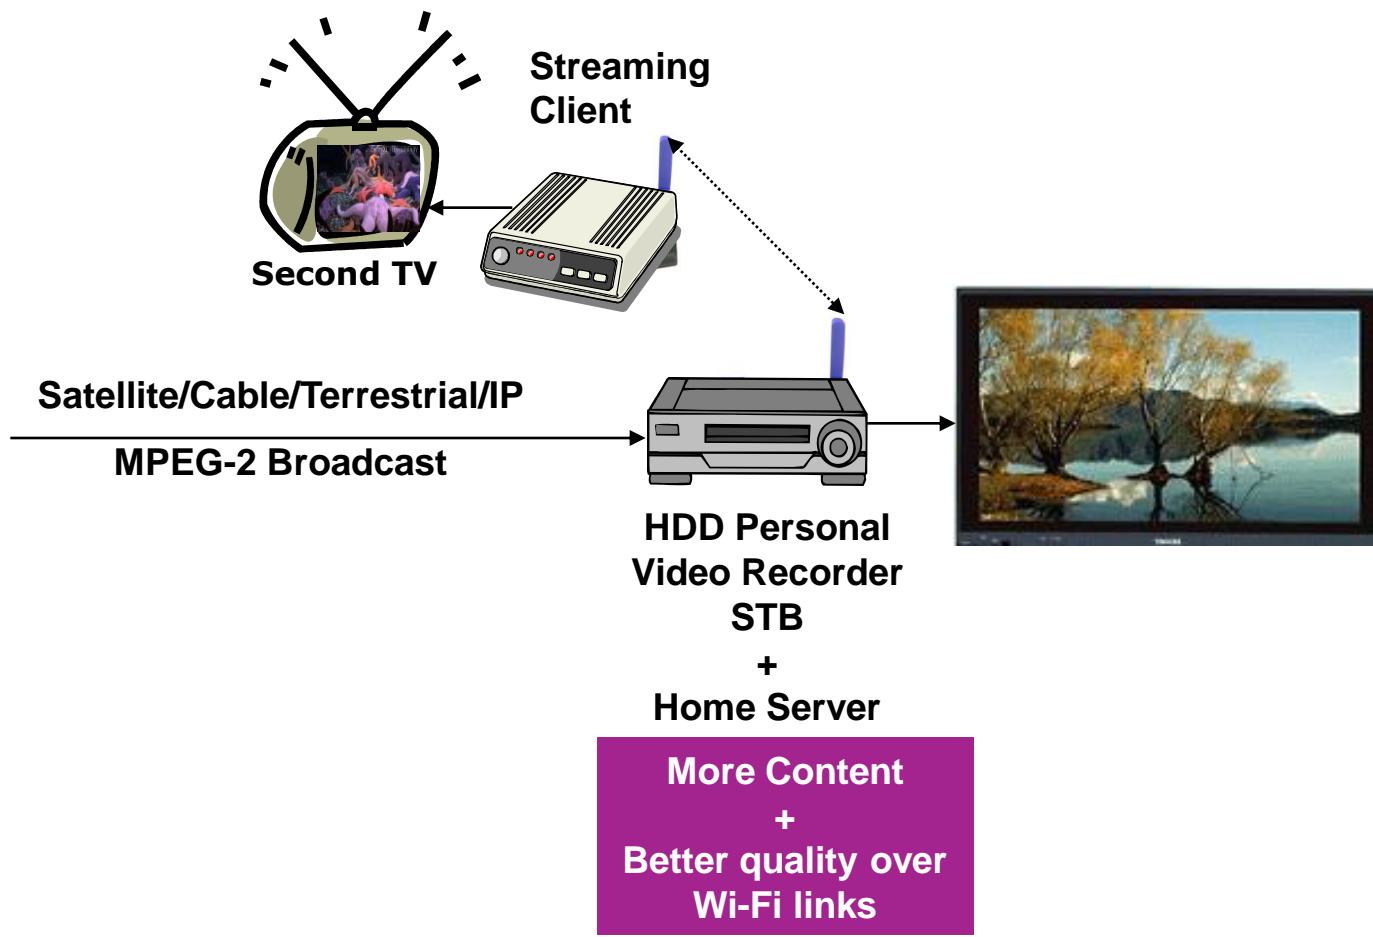 Streaming
Client
Second TV
Satellite/Cable/Terrestrial/IP
MPEG-2 Broadcast
HDD Personal
Video Recorder
STB
+
Home Server
More Content
+
Better quality over
Wi-Fi links